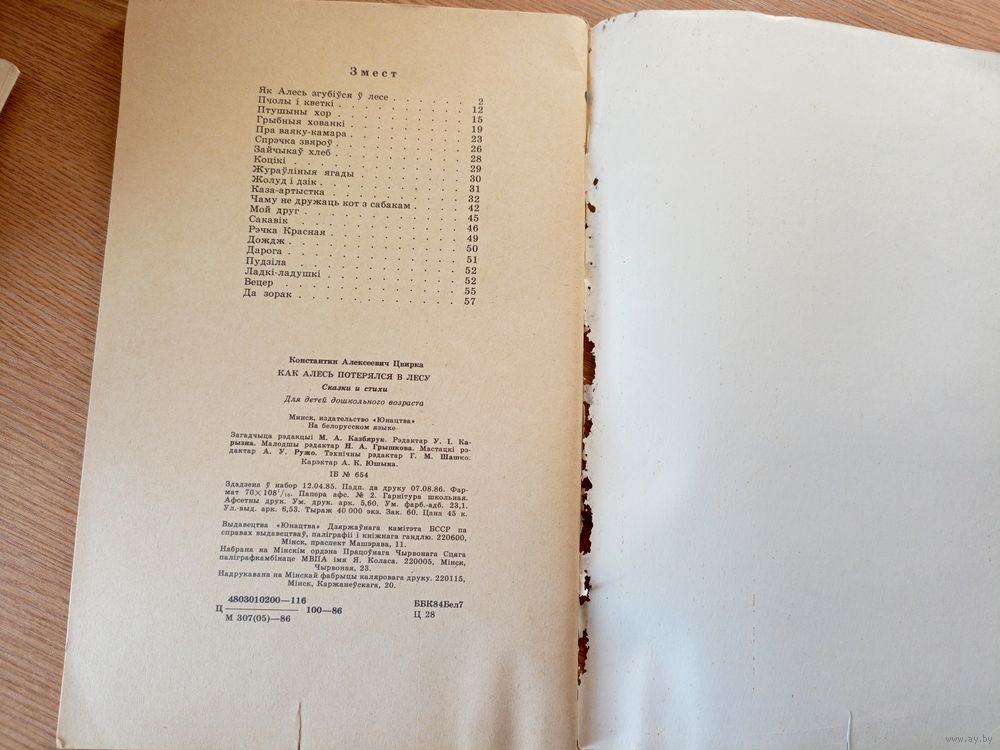 Змест
Як Алесь згубіўся ў лесе . . . . . . 2
Пчолы і кветкі . . . . . . . . . . 12
Птушыны хор . . . . . . . . . . 15
Грыбныя хованкі . . . . . . . . . 19
Пра ваяку-камара . . . . . . . . . 23
Спрэчка звяроў . . . . . . . . . . 26
Зайчыкаў хлеб . . . . . . . . . . 28
Коцікі . . . . . . . . . . . . 29
Жураўліныя ягады . . . . . . . . 30
Жолуд і дзік . . . . . . . . . . . 31
Каза-артыстка . . . . . . . . . . 32
Чаму не дружаць кот з сабакам . . . . 42
Мой друг . . . . . . . . . . . . 45
Сакавік . . . . . . . . . . . . 46
Рэчка Красная . . . . . . . . . . 49
Дождж . . . . . . . . . . . . . 50
Дарога . . . . . . . . . . . . . 51
Пудзіла . . . . . . . . . . . . 52
Ладкі-ладушкі . . . . . . . . . . 52
Вецер . . . . . . . . . . . . . 55
Да зорак . . . . . . . . . . . . 57
Константин Алексеевич Цвирка
КАК АЛЕСЬ ПОТЕРЯЛСЯ В ЛЕСУ
Сказки и стихи
Для детей дошкольного возраста
Минск, издательство «Юнацтва»
На белорусском языке
Загадчыца рэдакцыі М. А. Казбярук. Рэдактар У. І. Ка-
рызна. Малодшы рэдактар Н. А. Грышкова. Мастацкі рэ-
дактар А. У. Ружо. Тэхнічны рэдактар Г. М. Шашко.
Карэктар А. К. Юшына.
ІБ № 654
Здадзена ў набор 12.04.85. Падп. да друку 07.08.86. Фар-
мат 70×108¹/₁₆. Папера афс. № 2. Гарнітура школьная.
Афсетны друк. Ум. друк. арк. 5,60. Ум. фарб.-адб. 23,1.
Ул.-выд. арк. 6,53. Тыраж 40 000 экз. Зак. 60. Цана 45 к.
Выдавецтва «Юнацтва» Дзяржаўнага камітэта БССР па
справах выдавецтваў, паліграфіі і кніжнага гандлю. 220600,
Мінск, праспект Машэрава, 11.
Набрана на Мінскім ордэна Працоўнага Чырвонага Сцяга
паліграфкамбінаце МВПА імя Я. Коласа. 220005, Мінск,
Чырвоная, 23.
Надрукавана на Мінскай фабрыцы каляровага друку. 220115,
Мінск, Каржанеўскага, 20.
4803010200—116
Ц 100—86
М 307(05)—86
ББК84Бел7
Ц 28
www.ay.by